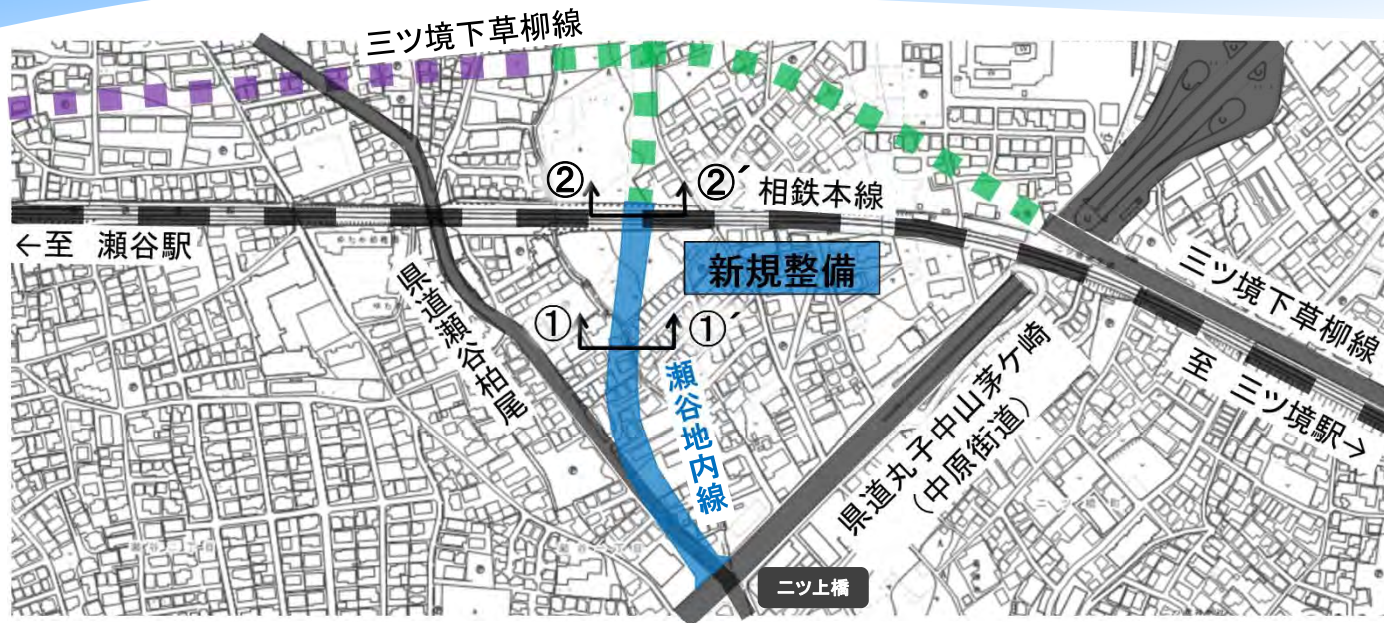 三ツ境下草柳線
②
②´
相鉄本線
←至 瀬谷駅
新規整備
県道瀬谷柏尾
①
①´
瀬谷地内線
三ツ境下草柳線
至 三ツ境駅→
県道丸子中山茅ケ崎
(中原街道)
二ツ上橋